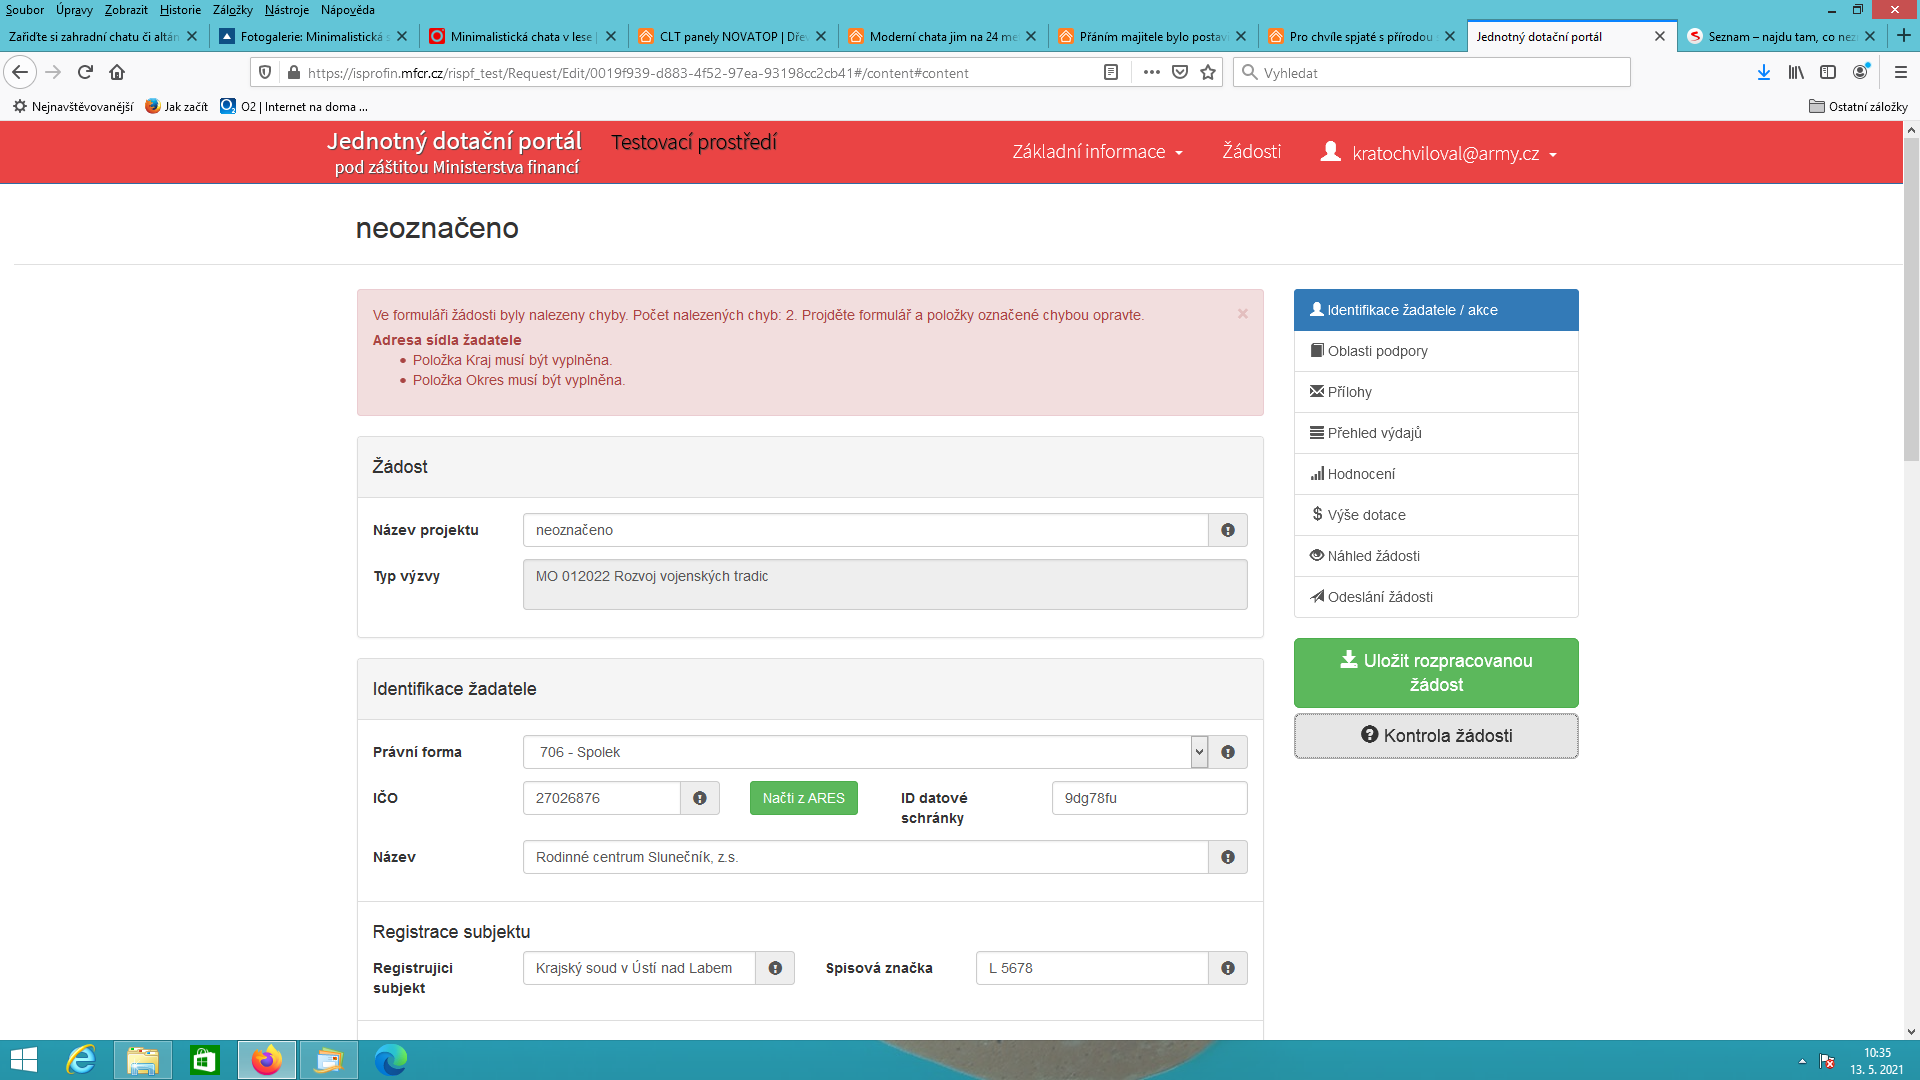 Soubor Úpravy Zobrazit Historie Záložky Nástroje Nápověda
Zařiďte si zahradní chatu či altán
Fotogalerie: Minimalistická
Minimalistická chata v lese
CLT panely NOVATOP | Dře
Moderní chata jim na 24 me
Přáním majitele bylo postav
Pro chvíle spjaté s přírodou
Jednotný dotační portál
Seznam – najdu tam, co nez
https://isprofin.mfcr.cz/rispf_test/Request/Edit/0019f939-d883-4f52-97ea-93198cc2cb41#/content#content
Vyhledat
Nejnavštěvovanější Jak začít O2 | Internet na doma ... Ostatní záložky
Jednotný dotační portál
pod záštitou Ministerstva financí
Testovací prostředí
Základní informace Žádosti kratochviloval@army.cz
neoznačeno
Ve formuláři žádosti byly nalezeny chyby. Počet nalezených chyb: 2. Projděte formulář a položky označené chybou opravte.
Adresa sídla žadatele
• Položka Kraj musí být vyplněna.
• Položka Okres musí být vyplněna.
Žádost
Název projektu neoznačeno
Typ výzvy MO 012022 Rozvoj vojenských tradic
Identifikace žadatele
Právní forma 706 - Spolek
IČO 27026876 Načti z ARES ID datové schránky 9dg78fu
Název Rodinné centrum Slunečník, z.s.
Registrace subjektu
Registrující subjekt Krajský soud v Ústí nad Labem Spisová značka L 5678
Identifikace žadatele / akce
Oblasti podpory
Přílohy
Přehled výdajů
Hodnocení
Výše dotace
Náhled žádosti
Odeslání žádosti
Uložit rozpracovanou
žádost
Kontrola žádosti
10:35
13. 5. 2021